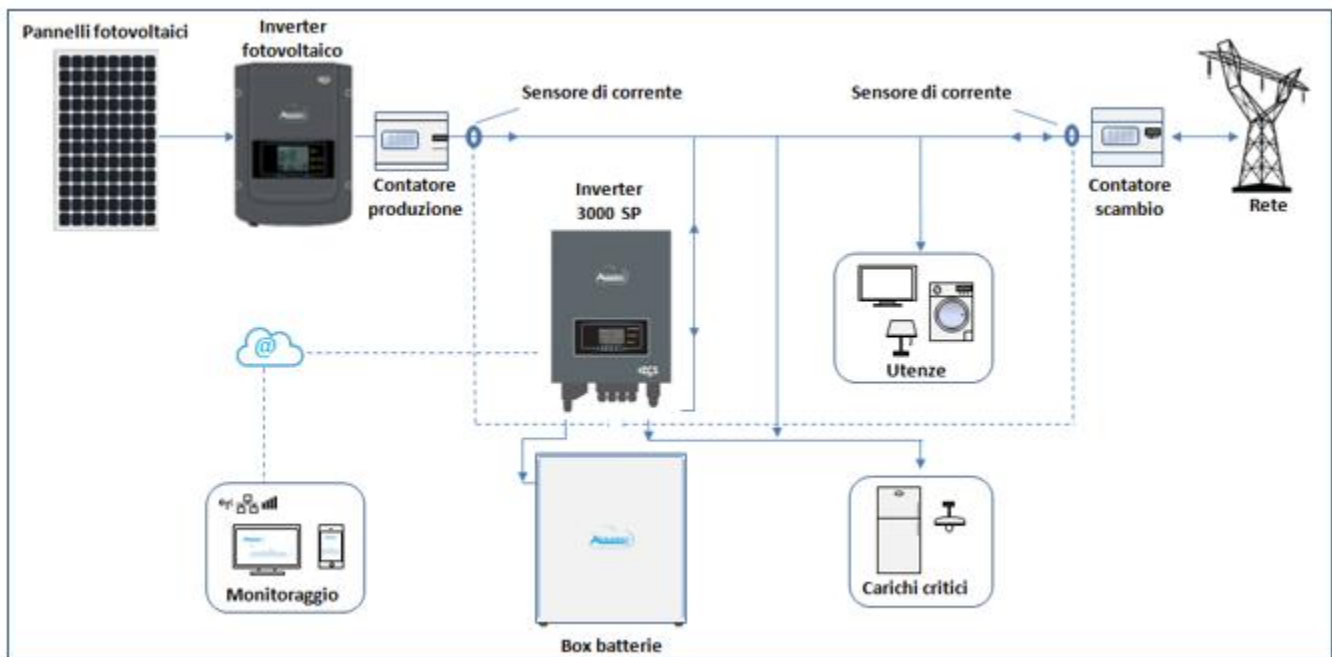 Pannelli fotovoltaici
Inverter
fotovoltaico
Sensore di corrente
Sensore di corrente
Contatore
produzione
Inverter
3000 SP
Contatore
scambio
Rete
@
Utenze
Monitoraggio
Box batterie
Carichi critici